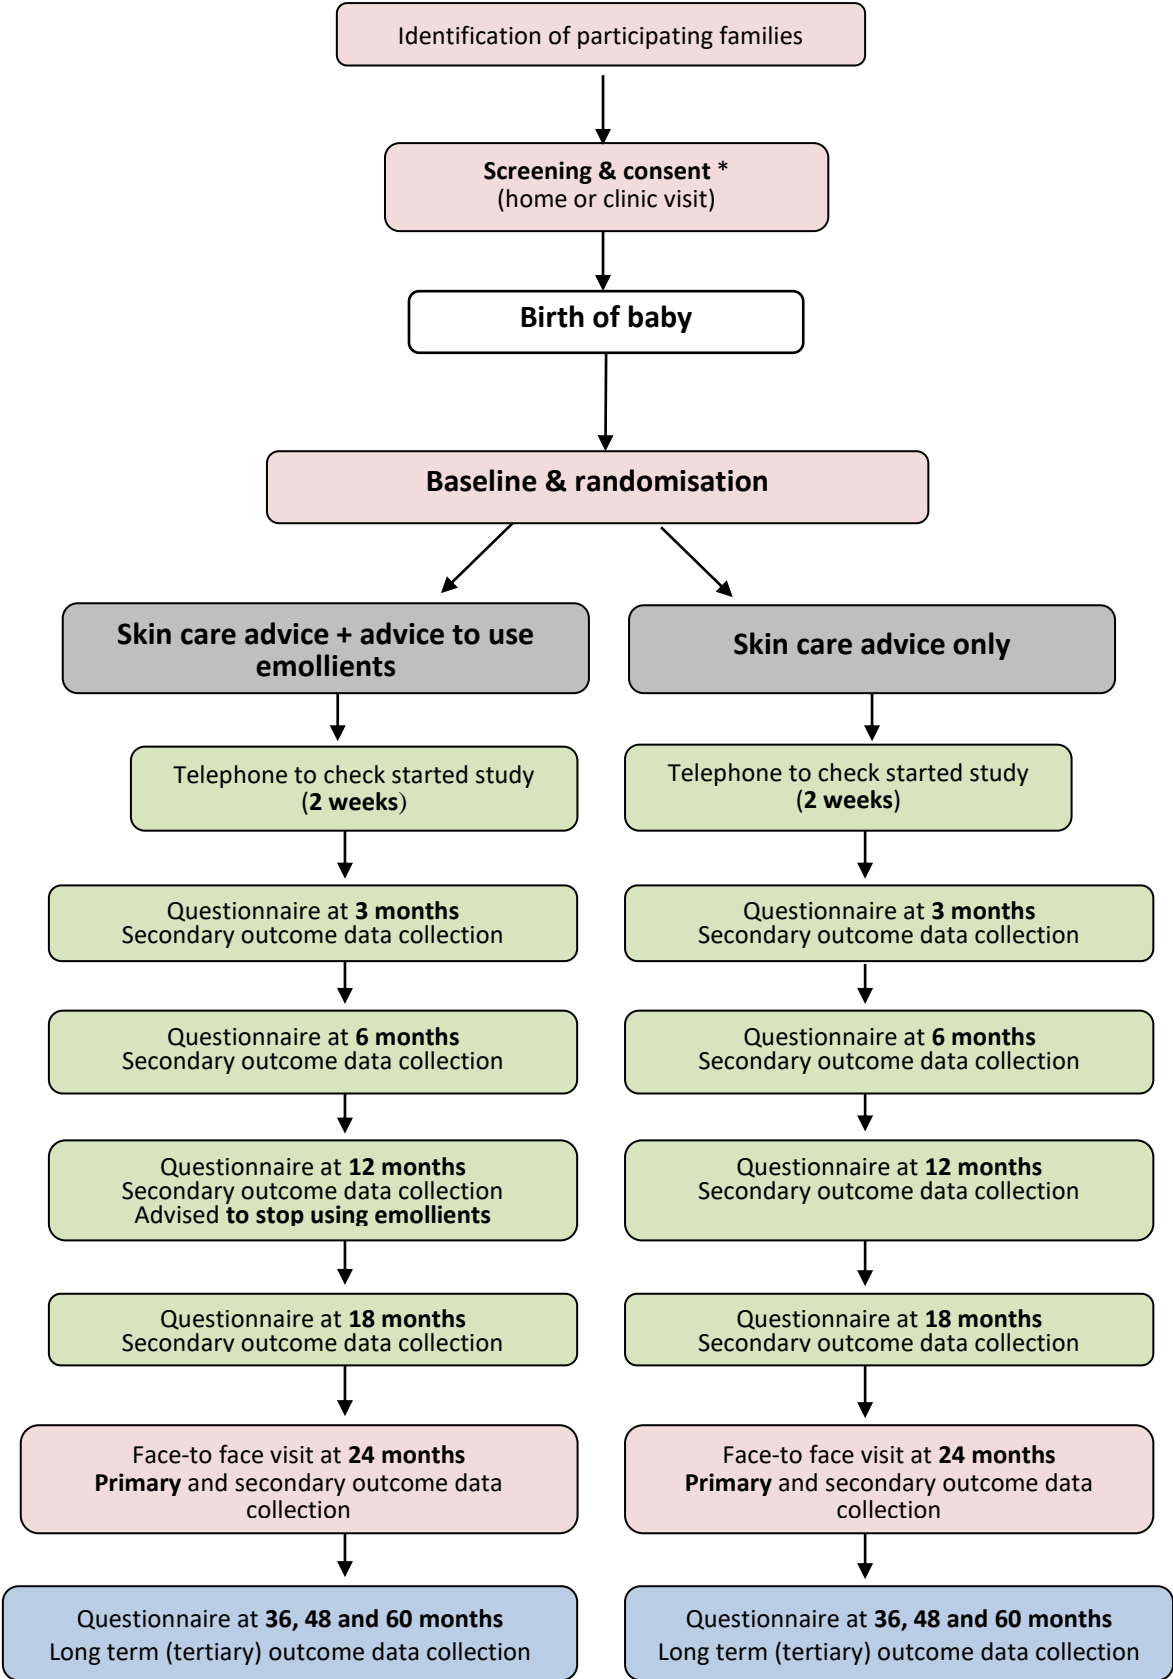 Identification of participating families
Screening & consent *
(home or clinic visit)
Birth of baby
Baseline & randomisation
Skin care advice + advice to use
emollients
Skin care advice only
Telephone to check started study
(2 weeks)
Telephone to check started study
(2 weeks)
Questionnaire at 3 months
Secondary outcome data collection
Questionnaire at 3 months
Secondary outcome data collection
Questionnaire at 6 months
Secondary outcome data collection
Questionnaire at 6 months
Secondary outcome data collection
Questionnaire at 12 months
Secondary outcome data collection
Advised to stop using emollients
Questionnaire at 12 months
Secondary outcome data collection
Questionnaire at 18 months
Secondary outcome data collection
Questionnaire at 18 months
Secondary outcome data collection
Face-to face visit at 24 months
Primary and secondary outcome data
collection
Face-to face visit at 24 months
Primary and secondary outcome data
collection
Questionnaire at 36, 48 and 60 months
Long term (tertiary) outcome data collection
Questionnaire at 36, 48 and 60 months
Long term (tertiary) outcome data collection